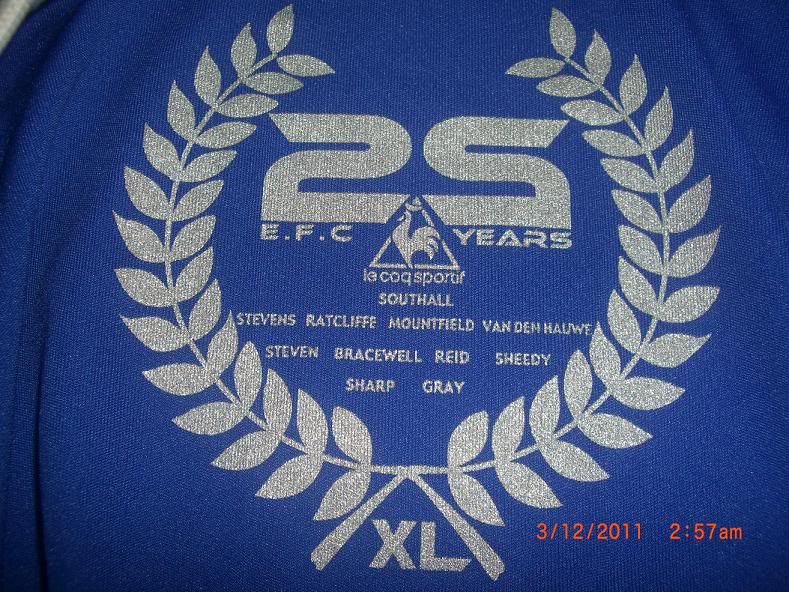 25
E.F.C YEARS
le coq sportif
SOUTHALL
STEVENS RATCLIFFE MOUNTFIELD VAN DEN HAUWE
STEVEN BRACEWELL REID SHEEDY
SHARP GRAY
XL
3/12/2011 2:57am